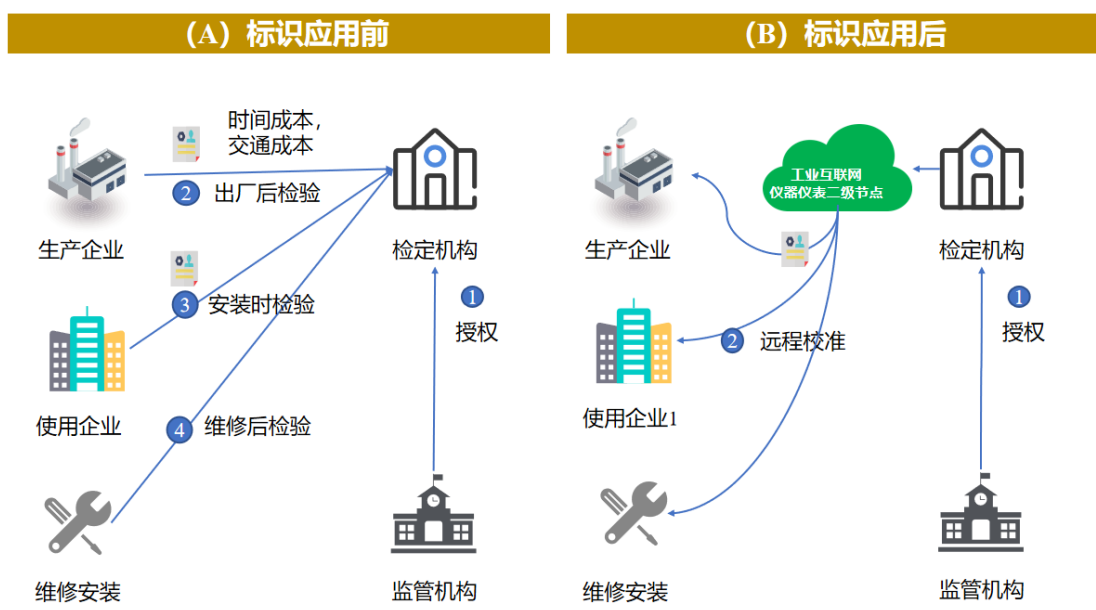 （A）标识应用前
时间成本，
交通成本
2 出厂后检验
生产企业
检定机构
3 安装时检验
1
授权
使用企业
4 维修后检验
维修安装
监管机构
（B）标识应用后
工业互联网
仪器仪表二级节点
生产企业
检定机构
1
授权
2 远程校准
使用企业1
维修安装
监管机构